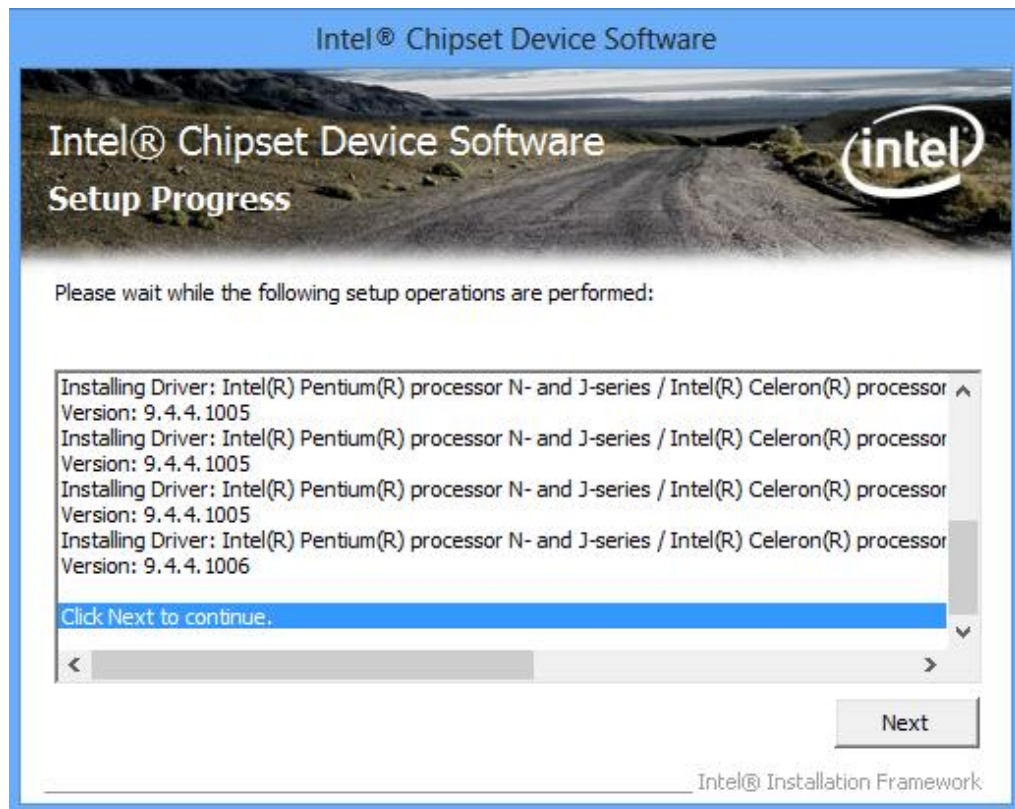 Intel® Chipset Device Software
Intel® Chipset Device Software
intel
Setup Progress
Please wait while the following setup operations are performed:
Installing Driver: Intel(R) Pentium(R) processor N- and J-series / Intel(R) Celeron(R) processor
Version: 9.4.4.1005
Installing Driver: Intel(R) Pentium(R) processor N- and J-series / Intel(R) Celeron(R) processor
Version: 9.4.4.1005
Installing Driver: Intel(R) Pentium(R) processor N- and J-series / Intel(R) Celeron(R) processor
Version: 9.4.4.1005
Installing Driver: Intel(R) Pentium(R) processor N- and J-series / Intel(R) Celeron(R) processor
Version: 9.4.4.1006
Click Next to continue.
Next
Intel® Installation Framework